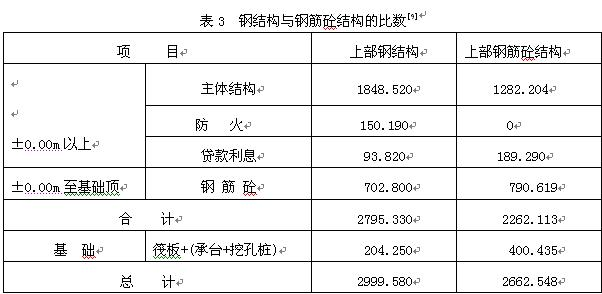 表 3 钢结构与钢筋砼结构的比数[9]
项 目 上部钢结构 上部钢筋砼结构
±0.00m 以上 主体结构 1848.520 1282.204
防 火 150.190 0
贷款利息 93.820 189.290
±0.00m 至基础顶 钢 筋 砼 702.800 790.619
合 计 2795.330 2262.113
基 础 筏板+(承台+挖孔桩) 204.250 400.435
总 计 2999.580 2662.548